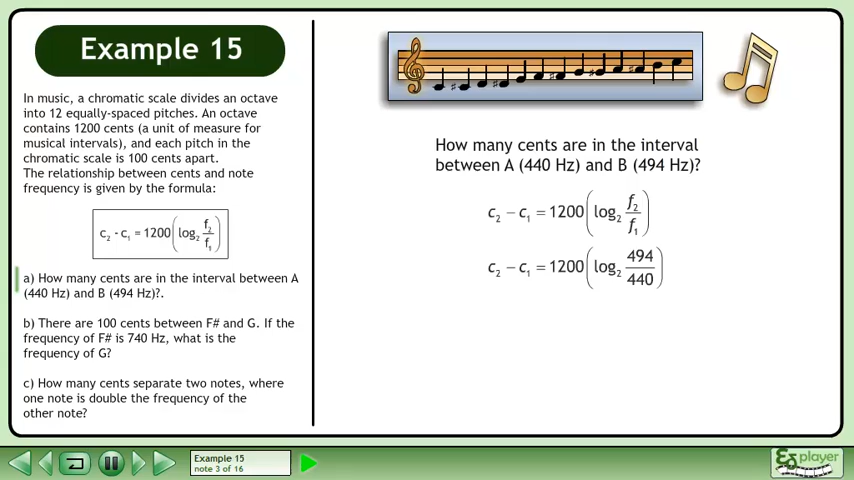 Example 15
In music, a chromatic scale divides an octave
into 12 equally-spaced pitches. An octave
contains 1200 cents (a unit of measure for
musical intervals), and each pitch in the
chromatic scale is 100 cents apart.
The relationship between cents and note
frequency is given by the formula:
c₂ - c₁ = 1200(log₂ f₂/f₁)
a) How many cents are in the interval between A
(440 Hz) and B (494 Hz)?.
b) There are 100 cents between F# and G. If the
frequency of F# is 740 Hz, what is the
frequency of G?
c) How many cents separate two notes, where
one note is double the frequency of the
other note?
How many cents are in the interval
between A (440 Hz) and B (494 Hz)?
c₂ − c₁ = 1200(log₂ f₂/f₁)
c₂ − c₁ = 1200(log₂ 494/440)
Example 15
note 3 of 16
player